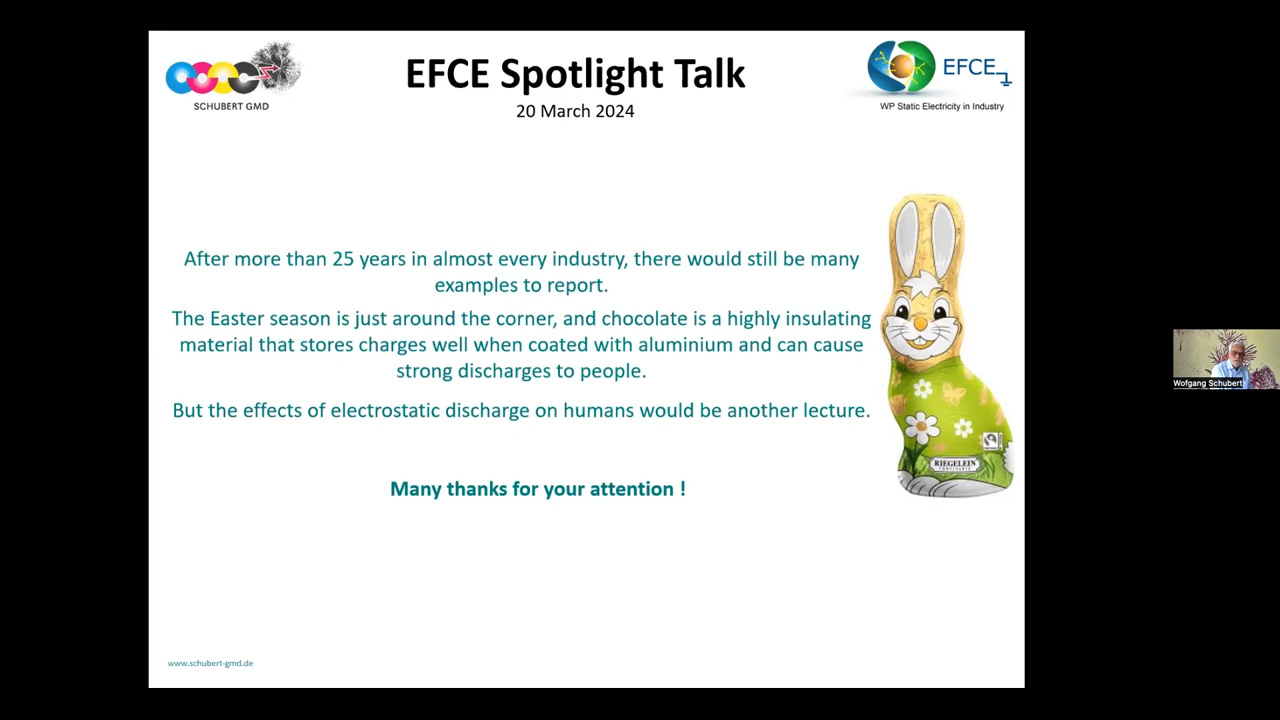 SCHUBERT GMD
EFCE Spotlight Talk
20 March 2024
EFCE
WP Static Electricity in Industry
After more than 25 years in almost every industry, there would still be many
examples to report.
The Easter season is just around the corner, and chocolate is a highly insulating
material that stores charges well when coated with aluminium and can cause
strong discharges to people.
But the effects of electrostatic discharge on humans would be another lecture.
RIEGELEIN
Many thanks for your attention !
www.schubert-gmd.de
Wofgang Schubert